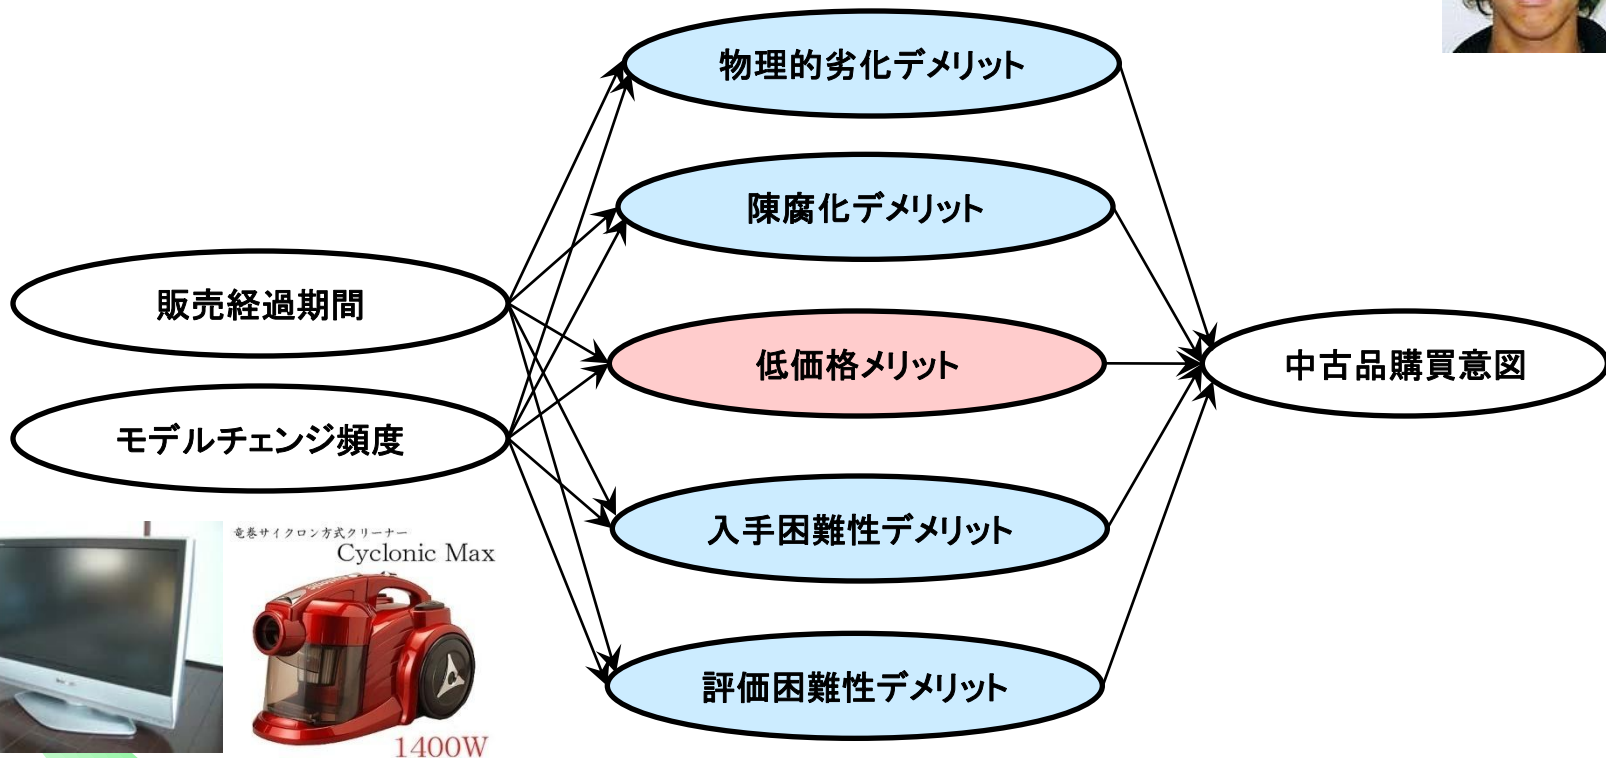 物理的劣化デメリット
陳腐化デメリット
販売経過期間
低価格メリット
中古品購買意図
モデルチェンジ頻度
入手困難性デメリット
竜巻サイクロン方式クリーナー
Cyclonic Max
評価困難性デメリット
1400W